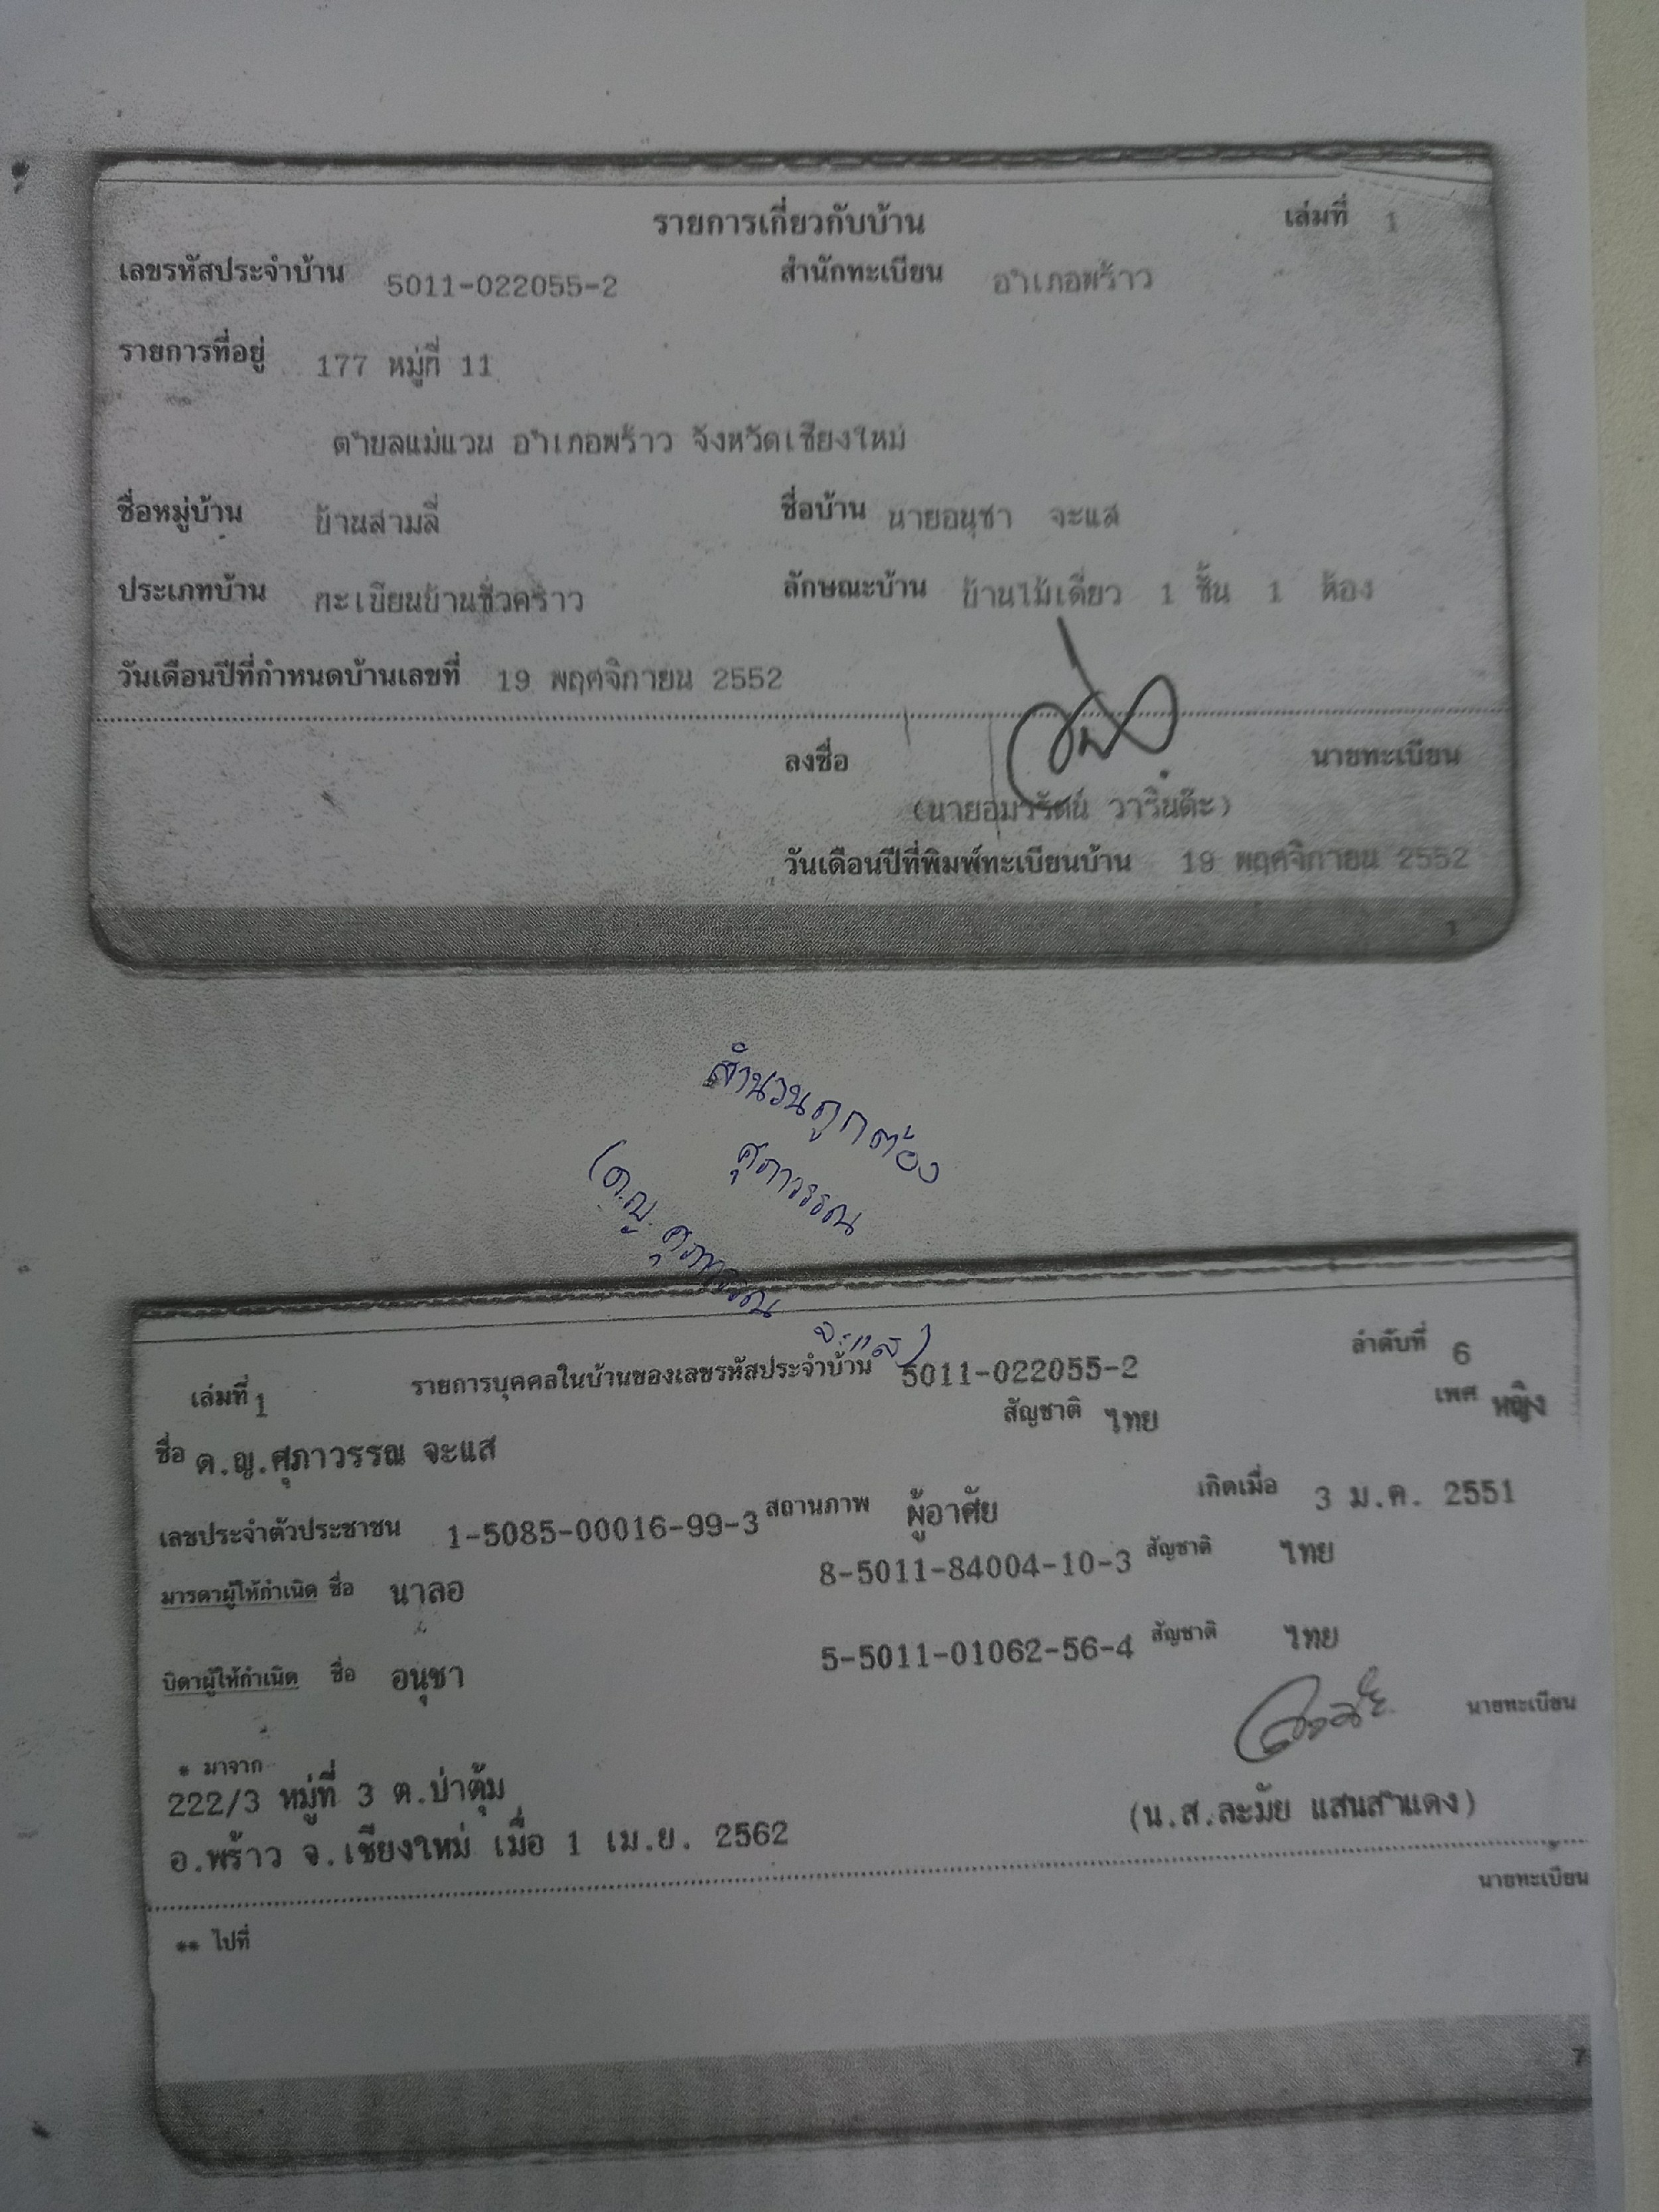 รายการเกี่ยวกับบ้าน เล่มที่ 1
เลขรหัสประจำบ้าน 5011-022055-2 สำนักทะเบียน อำเภอพร้าว
รายการที่อยู่ 177 หมู่ที่ 11
ตำบลแม่แวน อำเภอพร้าว จังหวัดเชียงใหม่
ชื่อหมู่บ้าน บ้านสามลี่ ชื่อบ้าน นายอนุชา จะแส
ประเภทบ้าน ทะเบียนบ้านชั่วคราว ลักษณะบ้าน บ้านไม้เดี่ยว 1 ชั้น 1 ห้อง
วันเดือนปีที่กำหนดบ้านเลขที่ 19 พฤศจิกายน 2552
ลงชื่อ นายทะเบียน
(นายอุมารัตน์ วารินต๊ะ)
วันเดือนปีที่พิมพ์ทะเบียนบ้าน 19 พฤศจิกายน 2552
1
สำนวนถูกต้อง
ศุภาวรรณ
(ด.ญ. ศุภาวรรณ จะแส)
เล่มที่ 1 รายการบุคคลในบ้านของเลขรหัสประจำบ้าน 5011-022055-2 ลำดับที่ 6
ชื่อ ด.ญ.ศุภาวรรณ จะแส สัญชาติ ไทย เพศ หญิง
เลขประจำตัวประชาชน 1-5085-00016-99-3 สถานภาพ ผู้อาศัย เกิดเมื่อ 3 ม.ค. 2551
มารดาผู้ให้กำเนิด ชื่อ นาลอ 8-5011-84004-10-3 สัญชาติ ไทย
บิดาผู้ให้กำเนิด ชื่อ อนุชา 5-5011-01062-56-4 สัญชาติ ไทย
* มาจาก นายทะเบียน
222/3 หมู่ที่ 3 ต.ป่าตุ้ม
อ.พร้าว จ.เชียงใหม่ เมื่อ 1 เม.ย. 2562 (น.ส.ละมัย แสนสำแดง)
นายทะเบียน
** ไปที่
7